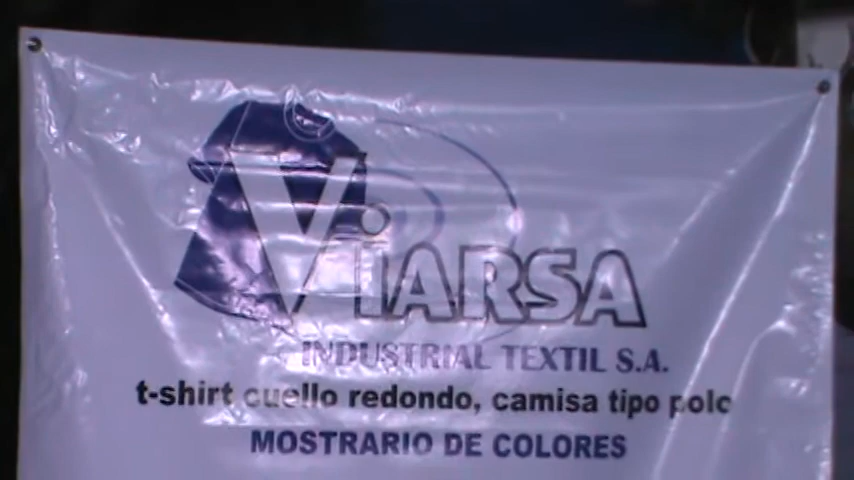 ViARSA
INDUSTRIAL TEXTIL S.A.
t-shirt cuello redondo, camisa tipo polo
MOSTRARIO DE COLORES